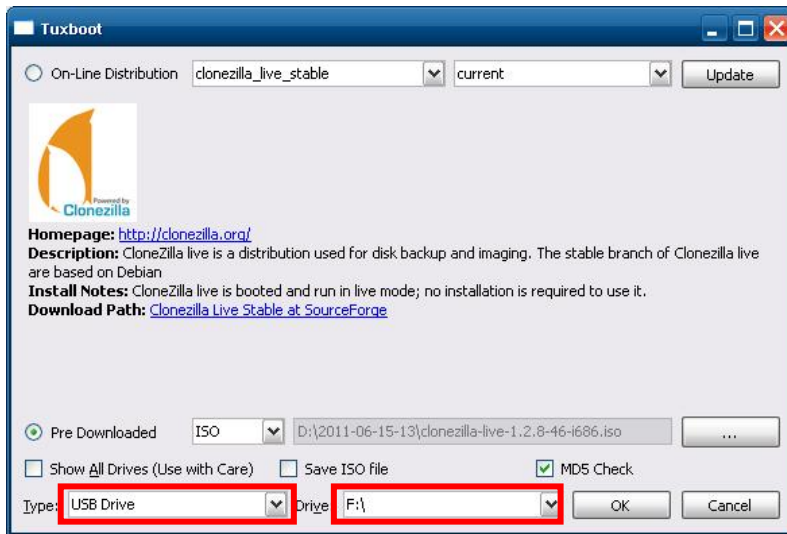 Tuxboot
On-Line Distribution clonezilla_live_stable current Update
Powered by
Clonezilla
Homepage: http://clonezilla.org/
Description: CloneZilla live is a distribution used for disk backup and imaging. The stable branch of Clonezilla live
are based on Debian
Install Notes: CloneZilla live is booted and run in live mode; no installation is required to use it.
Download Path: Clonezilla Live Stable at SourceForge
Pre Downloaded ISO D:\2011-06-15-13\clonezilla-live-1.2.8-46-i686.iso ...
Show All Drives (Use with Care) Save ISO file MD5 Check
Type: USB Drive Drive F:\ OK Cancel